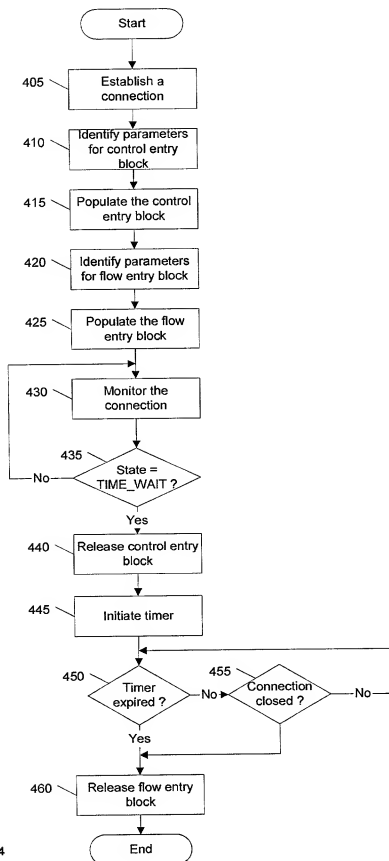 Start
405
Establish a
connection
410
Identify parameters
for control entry
block
415
Populate the control
entry block
420
Identify parameters
for flow entry block
425
Populate the flow
entry block
430
Monitor the
connection
435
State =
TIME_WAIT ?
No
Yes
440
Release control entry
block
445
Initiate timer
450
Timer
expired ?
No
455
Connection
closed ?
No
Yes
460
Release flow entry
block
End
4